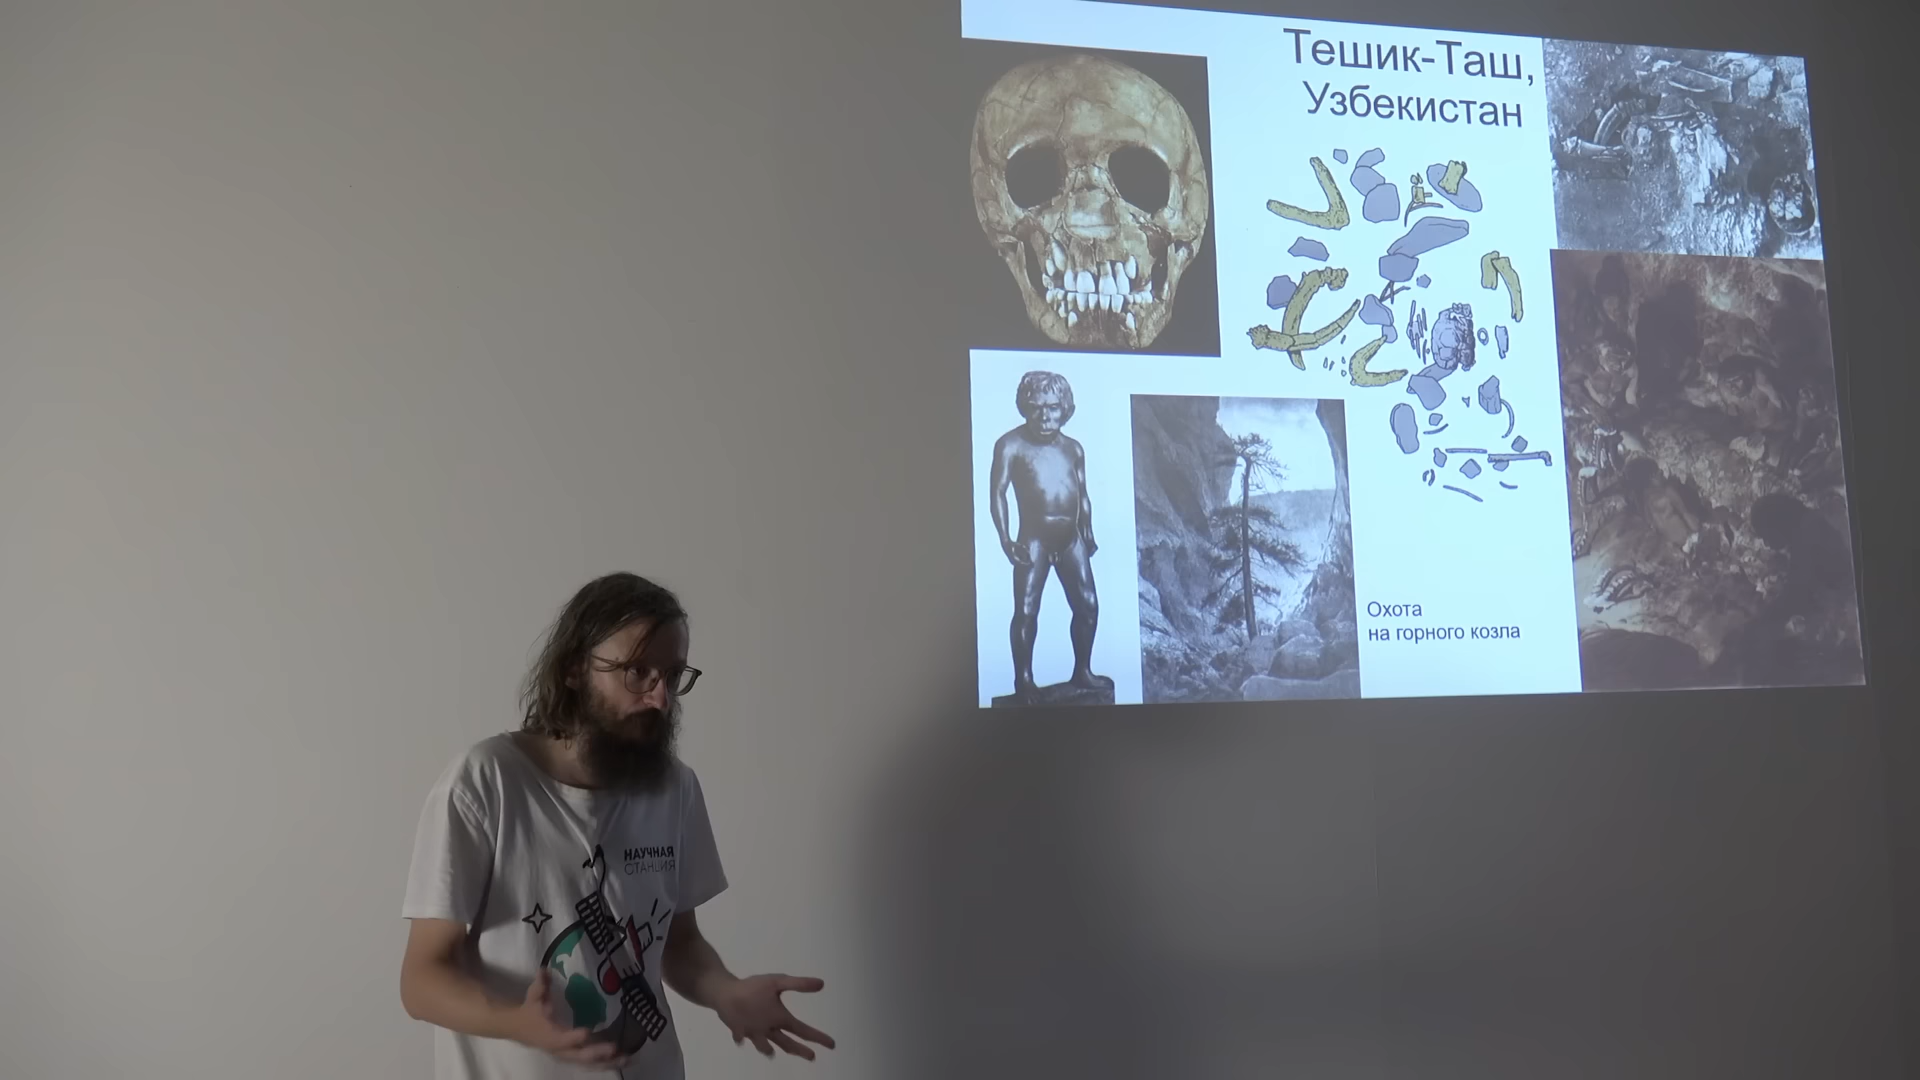 Тешик-Таш,
Узбекистан
Охота
на горного козла
НАУЧНАЯ
СТАНЦИЯ